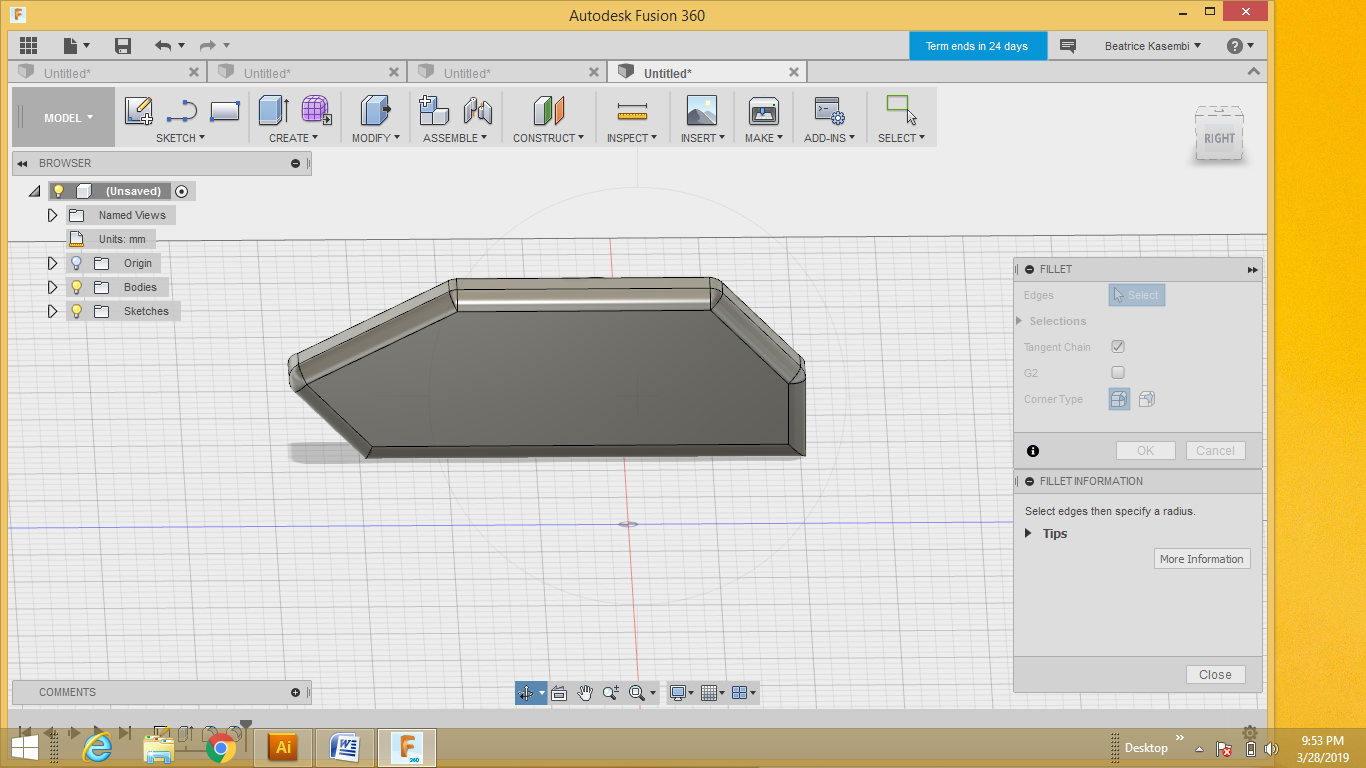 Autodesk Fusion 360
Term ends in 24 days
Beatrice Kasembi
Untitled*
Untitled*
Untitled*
Untitled*
MODEL
SKETCH
CREATE
MODIFY
ASSEMBLE
CONSTRUCT
INSPECT
INSERT
MAKE
ADD-INS
SELECT
RIGHT
BROWSER
(Unsaved)
Named Views
Units: mm
Origin
Bodies
Sketches
FILLET
Edges
Select
Selections
Tangent Chain
G2
Corner Type
OK
Cancel
FILLET INFORMATION
Select edges then specify a radius.
Tips
More Information
Close
COMMENTS
Ai
W
F
360
Desktop
9:53 PM
3/28/2019